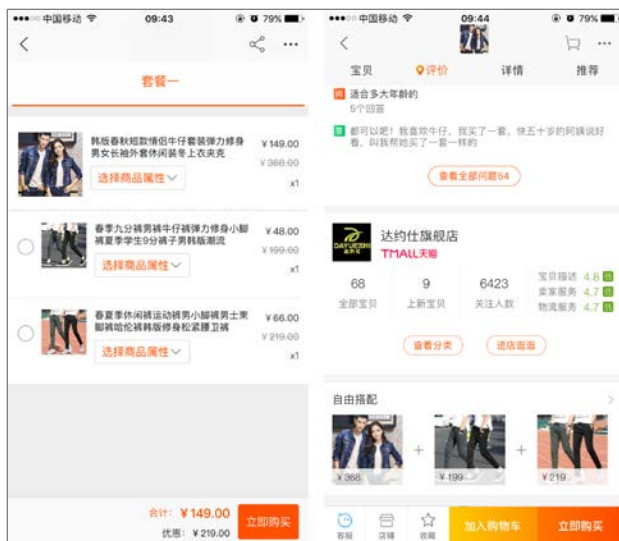 中国移动
09:43
79%
套餐一
韩版春秋短款情侣牛仔套装弹力修身
男女长袖外套休闲装冬上衣夹克
¥149.00
¥368.00
选择商品属性
x1
春季九分裤男裤牛仔裤弹力修身小脚
裤夏季学生9分裤子男韩版潮流
¥48.00
¥199.00
选择商品属性
x1
春夏季休闲裤运动裤男小脚裤男士束
脚裤哈伦裤韩版修身松紧腰卫裤
¥66.00
¥219.00
选择商品属性
x1
合计：¥149.00
优惠：¥219.00
立即购买
中国移动
09:44
79%
宝贝 评价 详情 推荐
问 适合多大年龄的
5个回答
答 都可以吧！我喜欢牛仔，我买了一套，快五十岁的阿姨说好
看，叫我帮她买了一套一样的
查看全部问题54
DAYUESHI
达约仕旗舰店
TMALL天猫
68
全部宝贝
9
上新宝贝
6423
关注人数
宝贝描述 4.8
卖家服务 4.7
物流服务 4.7
查看分类
进店逛逛
自由搭配
¥368
+
¥199
+
¥219
客服
店铺
收藏
加入购物车
立即购买